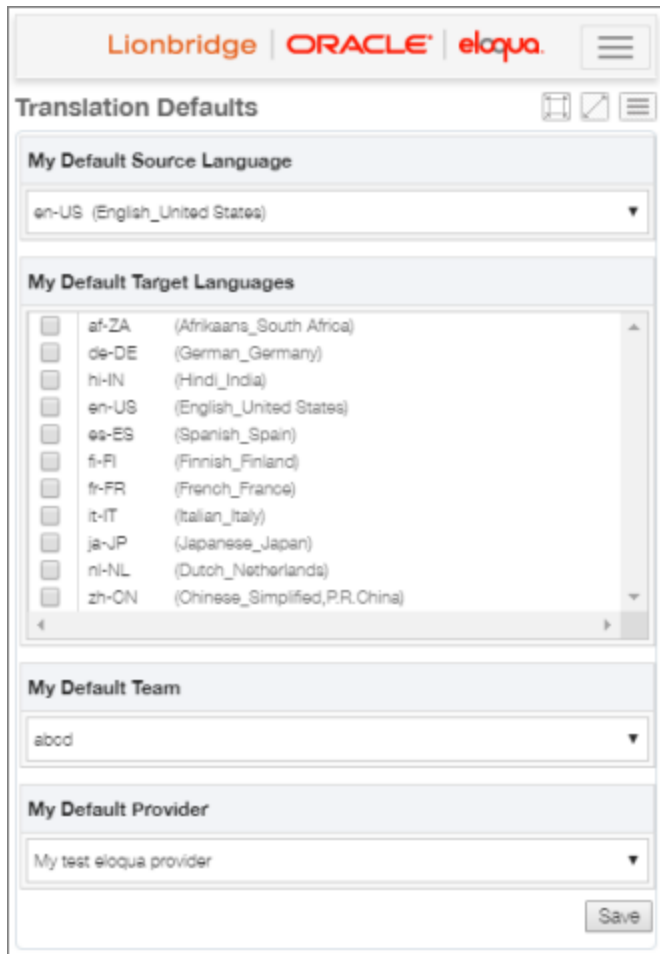 Lionbridge | ORACLE® | eloqua.
Translation Defaults
My Default Source Language
en-US (English_United States)
My Default Target Languages
af-ZA (Afrikaans_South Africa)
de-DE (German_Germany)
hi-IN (Hindi_India)
en-US (English_United States)
es-ES (Spanish_Spain)
fi-FI (Finnish_Finland)
fr-FR (French_France)
it-IT (Italian_Italy)
ja-JP (Japanese_Japan)
nl-NL (Dutch_Netherlands)
zh-CN (Chinese_Simplified,P.R.China)
My Default Team
abcd
My Default Provider
My test eloqua provider
Save